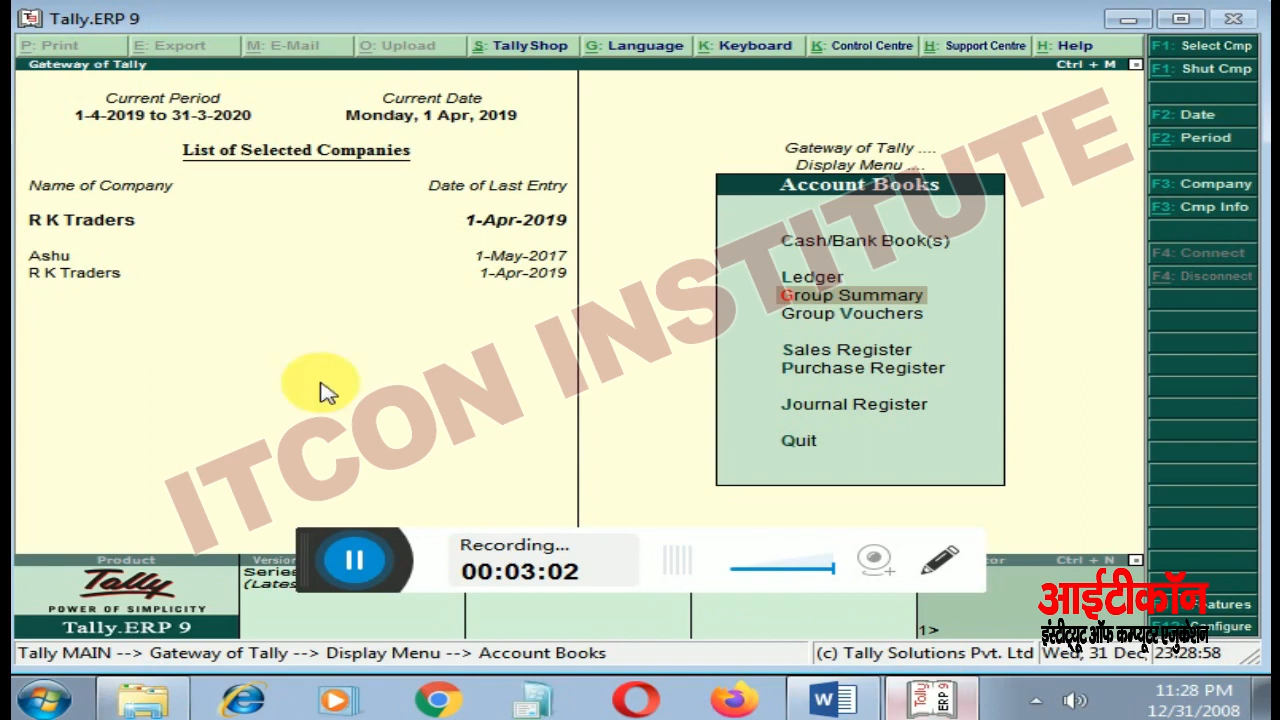 Tally.ERP 9
P: Print E: Export M: E-Mail O: Upload S: TallyShop G: Language K: Keyboard K: Control Centre H: Support Centre H: Help
F1: Select Cmp
Gateway of Tally Ctrl + M
F1: Shut Cmp
Current Period Current Date
1-4-2019 to 31-3-2020 Monday, 1 Apr, 2019
F2: Date
F2: Period
List of Selected Companies
Gateway of Tally ....
Display Menu ....
Name of Company Date of Last Entry
Account Books
F3: Company
R K Traders 1-Apr-2019
F3: Cmp Info
Cash/Bank Book(s)
Ashu 1-May-2017
F4: Connect
R K Traders 1-Apr-2019
F4: Disconnect
Ledger
Group Summary
Group Vouchers
Sales Register
Purchase Register
Journal Register
Quit
ITCON INSTITUTE
Recording...
00:03:02
Product Ctrl + N
Series
Tally
POWER OF SIMPLICITY
Tally.ERP 9
1>
आईटीकॉन
इंस्टीट्यूट ऑफ कम्प्यूटर एजुकेशन
Configure
Tally MAIN --> Gateway of Tally --> Display Menu --> Account Books (c) Tally Solutions Pvt. Ltd Wed, 31 Dec, 23:28:58
Tally
ERP 9
11:28 PM
12/31/2008